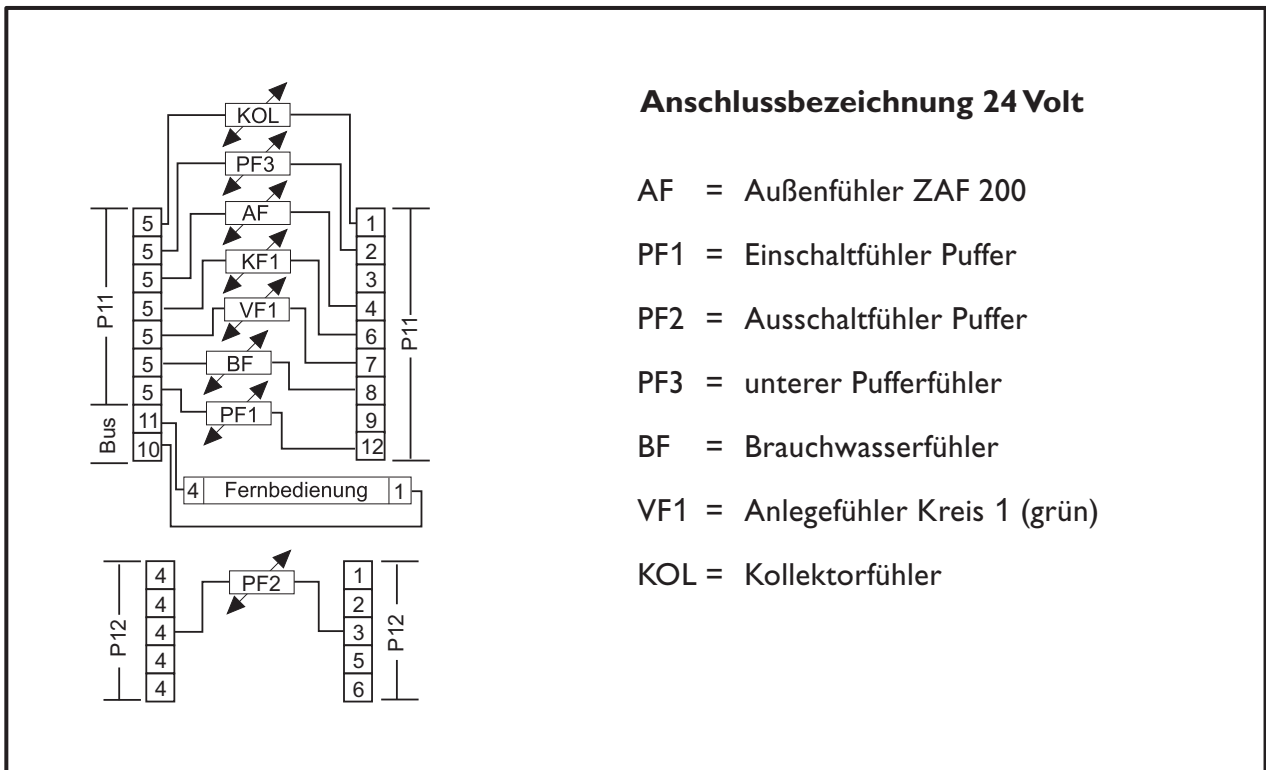 Anschlussbezeichnung 24 Volt
AF = Außenfühler ZAF 200
PF1 = Einschaltfühler Puffer
PF2 = Ausschaltfühler Puffer
PF3 = unterer Pufferfühler
BF = Brauchwasserfühler
VF1 = Anlegefühler Kreis 1 (grün)
KOL = Kollektorfühler
KOL
PF3
5 AF 1
5 2
5 KF1 3
5 4
5 VF1 6
5 BF 7
5 8
11 PF1 9
10 12
P11
Bus
P11
4 Fernbedienung 1
4 PF2 1
4 2
4 3
4 5
4 6
P12
P12